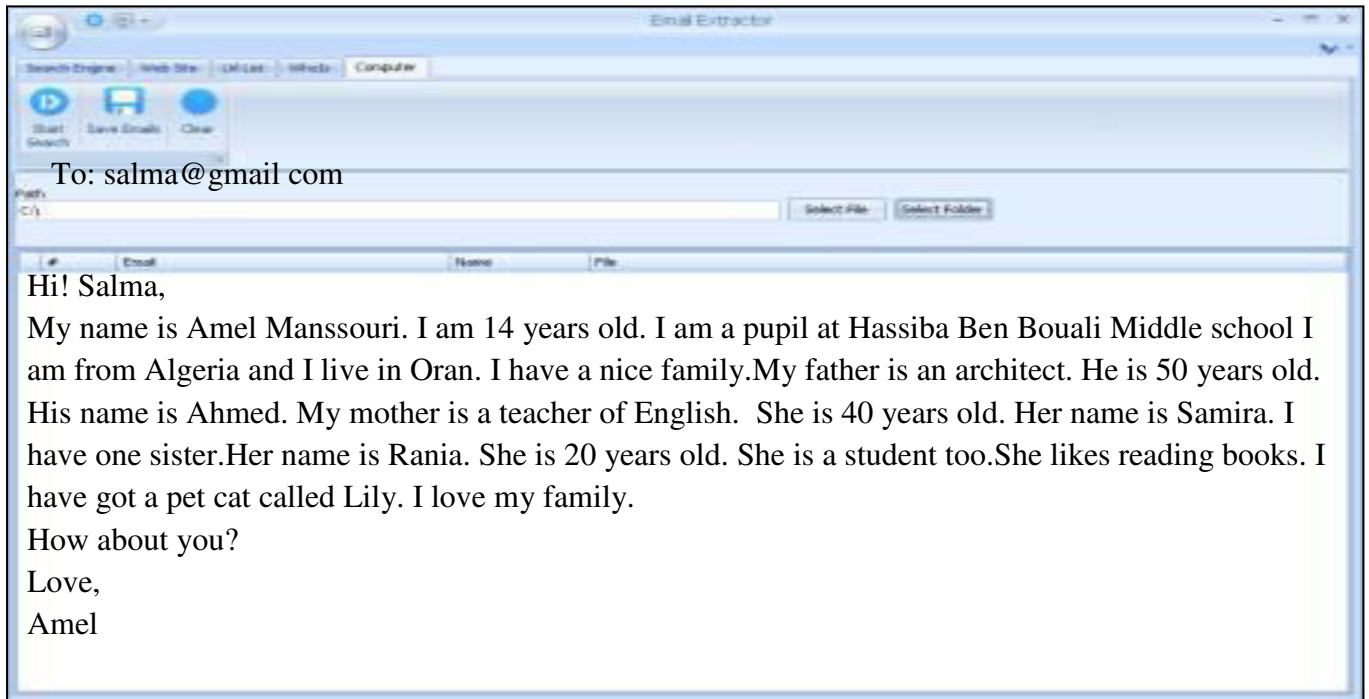 Email Extractor
Search Engine Web Site Url List WhoIs Computer
Start Search Save Emails Clear
To: salma@gmail com
Path
C:\
Select File Select Folder
# Email Name File
Hi! Salma,
My name is Amel Manssouri. I am 14 years old. I am a pupil at Hassiba Ben Bouali Middle school I
am from Algeria and I live in Oran. I have a nice family.My father is an architect. He is 50 years old.
His name is Ahmed. My mother is a teacher of English.  She is 40 years old. Her name is Samira. I
have one sister.Her name is Rania. She is 20 years old. She is a student too.She likes reading books. I
have got a pet cat called Lily. I love my family.
How about you?
Love,
Amel